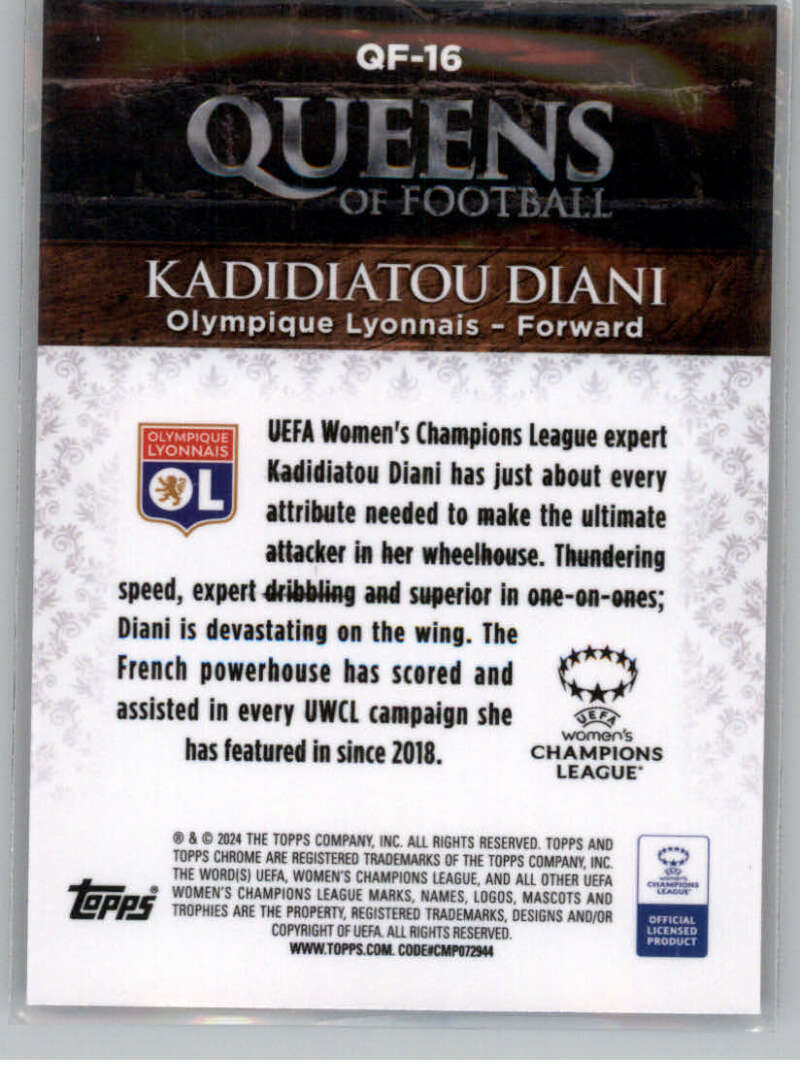 QF-16
QUEENS
OF FOOTBALL
KADIDIATOU DIANI
Olympique Lyonnais – Forward
OLYMPIQUE
LYONNAIS
OL
UEFA Women's Champions League expert
Kadidiatou Diani has just about every
attribute needed to make the ultimate
attacker in her wheelhouse. Thundering
speed, expert dribbling and superior in one-on-ones;
Diani is devastating on the wing. The
French powerhouse has scored and
assisted in every UWCL campaign she
has featured in since 2018.
UEFA
women's
CHAMPIONS
LEAGUE™
® & © 2024 THE TOPPS COMPANY, INC. ALL RIGHTS RESERVED. TOPPS AND
TOPPS CHROME ARE REGISTERED TRADEMARKS OF THE TOPPS COMPANY, INC.
THE WORD(S) UEFA, WOMEN'S CHAMPIONS LEAGUE, AND ALL OTHER UEFA
WOMEN'S CHAMPIONS LEAGUE MARKS, NAMES, LOGOS, MASCOTS AND
TROPHIES ARE THE PROPERTY, REGISTERED TRADEMARKS, DESIGNS AND/OR
COPYRIGHT OF UEFA. ALL RIGHTS RESERVED.
WWW.TOPPS.COM. CODE#CMP072944
Topps®
UEFA
women's
CHAMPIONS
LEAGUE™
OFFICIAL
LICENSED
PRODUCT